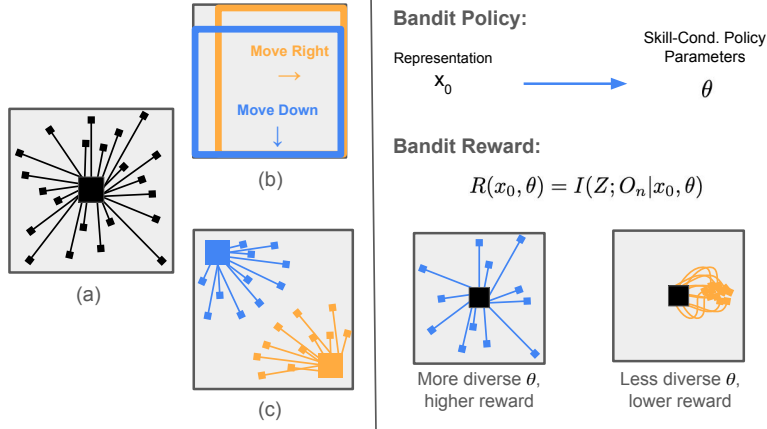 (a)
Move Right
→
Move Down
↓
(b)
(c)
Bandit Policy:
Representation
x₀
Skill-Cond. Policy
Parameters
θ
Bandit Reward:
R(x₀, θ) = I(Z; Oₙ|x₀, θ)
More diverse θ,
higher reward
Less diverse θ,
lower reward